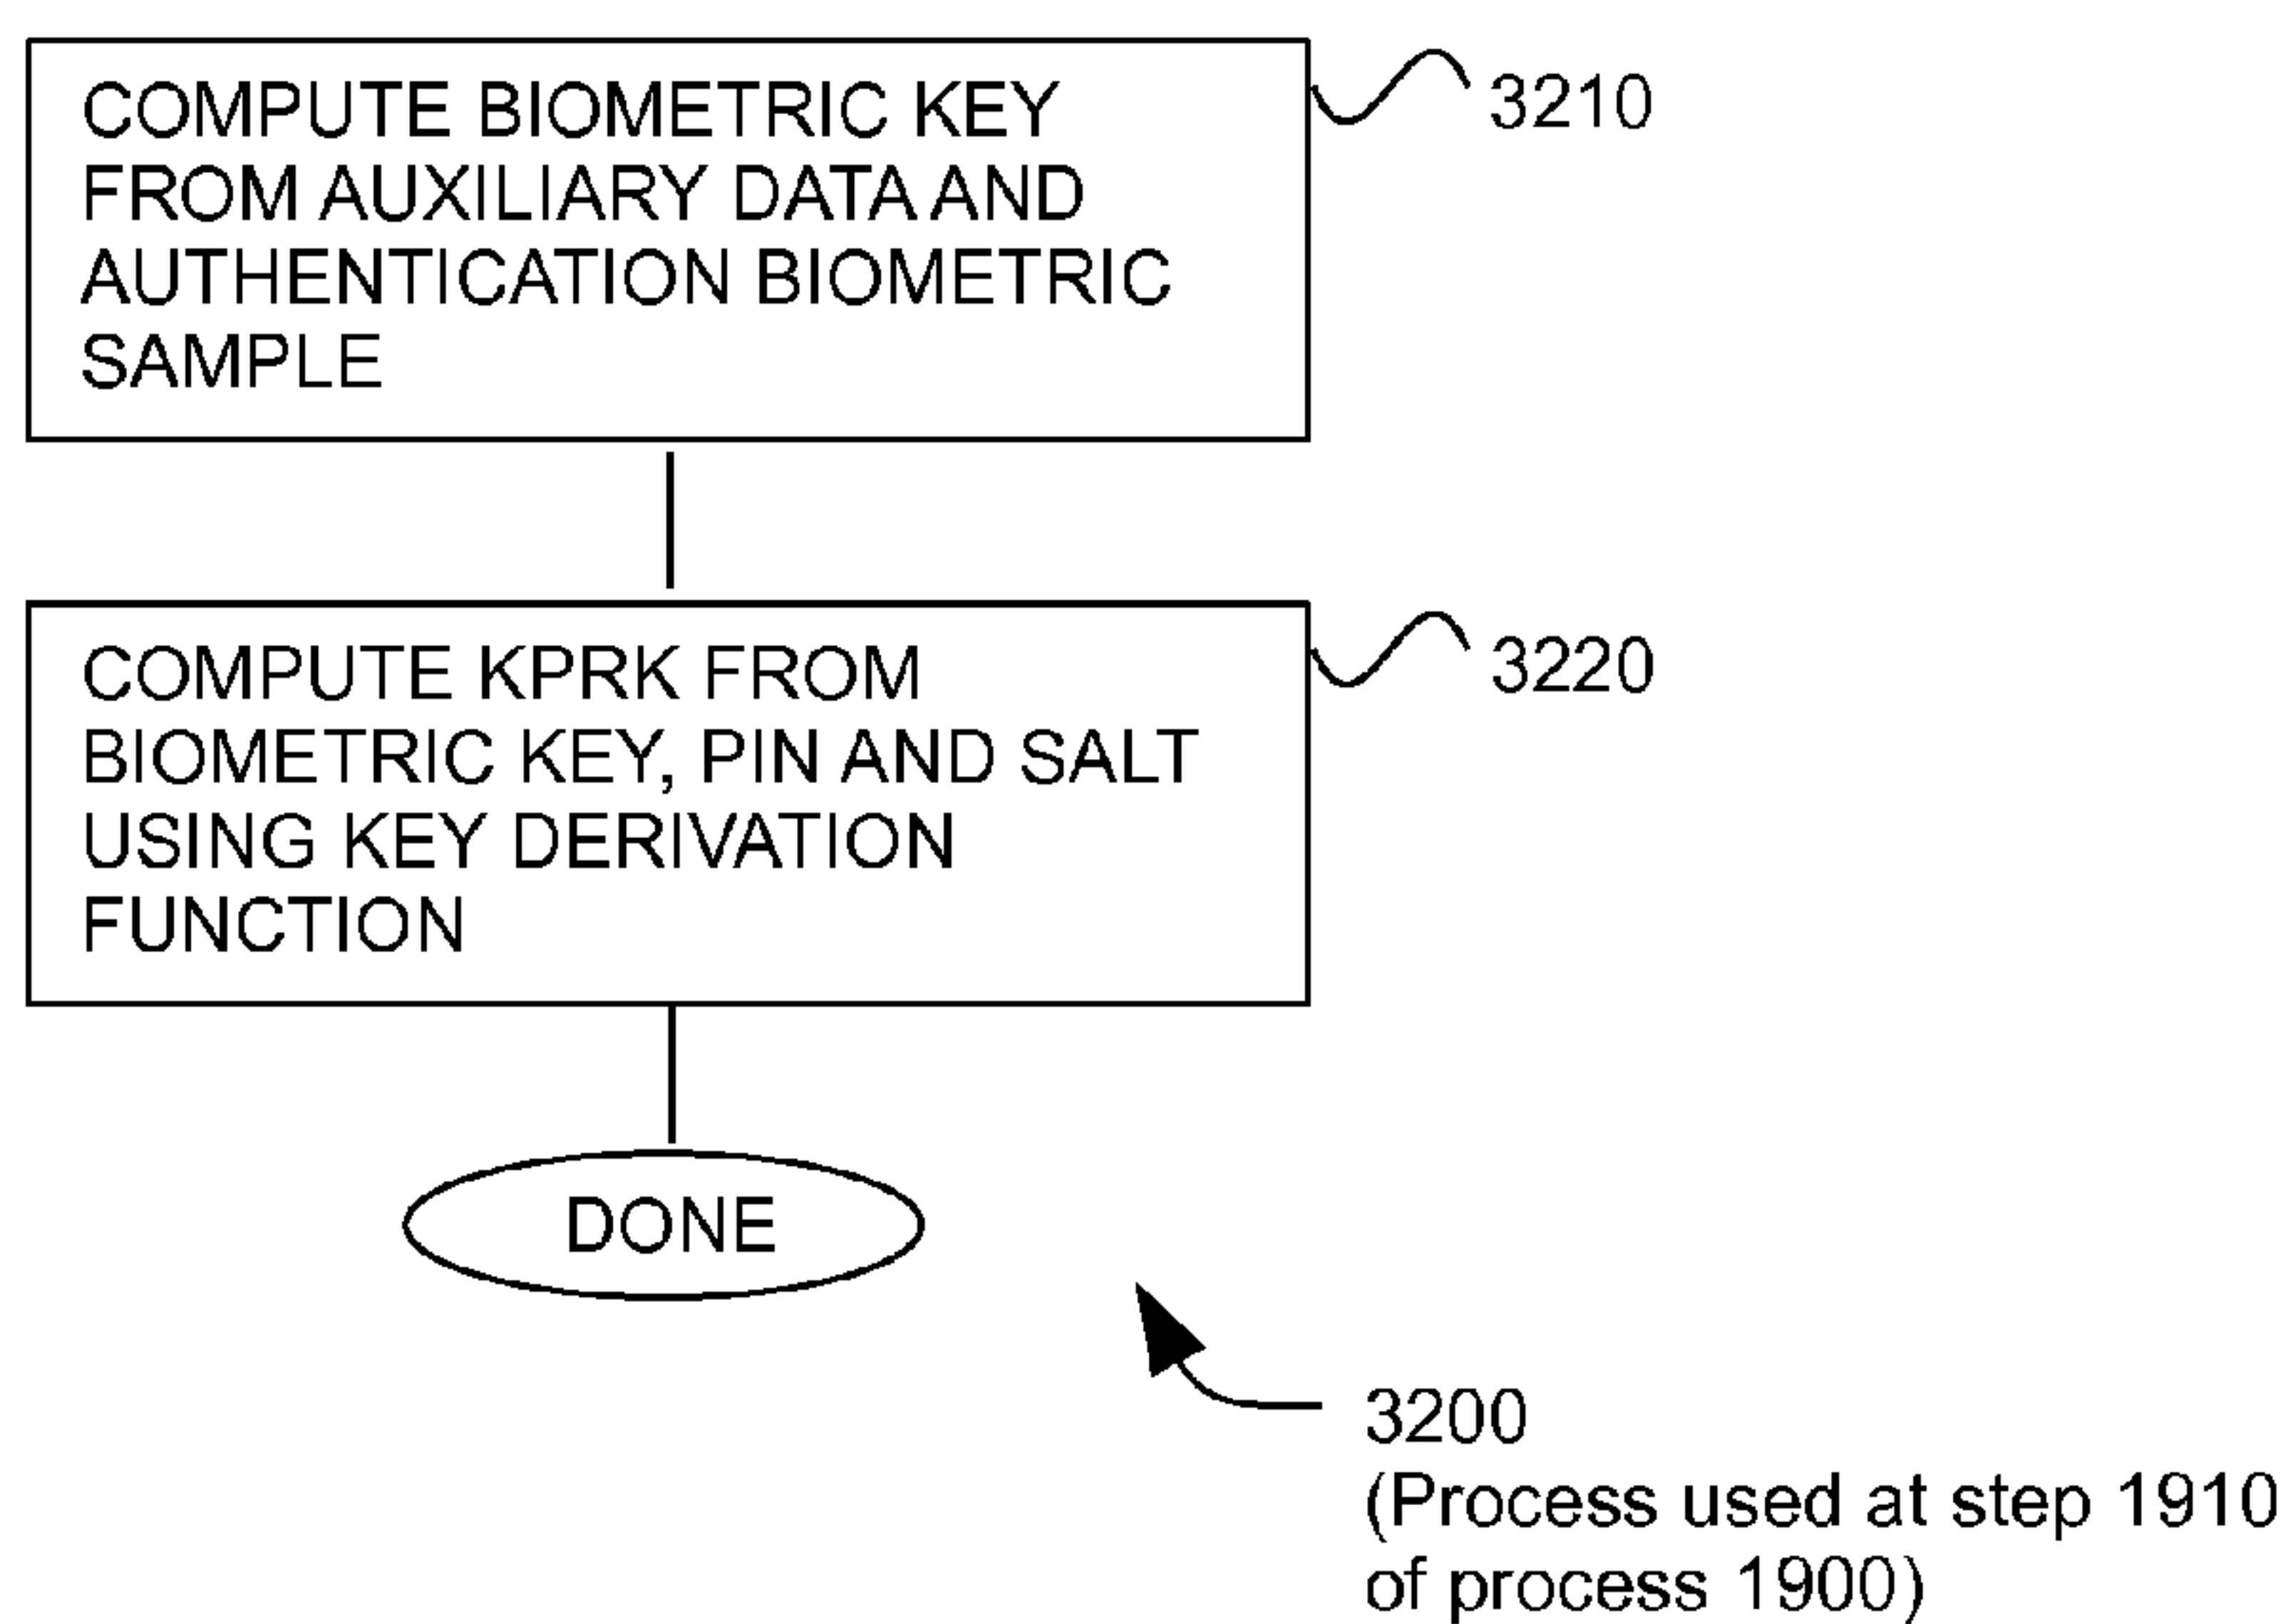 COMPUTE BIOMETRIC KEY
FROM AUXILIARY DATA AND
AUTHENTICATION BIOMETRIC
SAMPLE
3210
COMPUTE KPRK FROM
BIOMETRIC KEY, PIN AND SALT
USING KEY DERIVATION
FUNCTION
3220
DONE
3200
(Process used at step 1910
of process 1900)